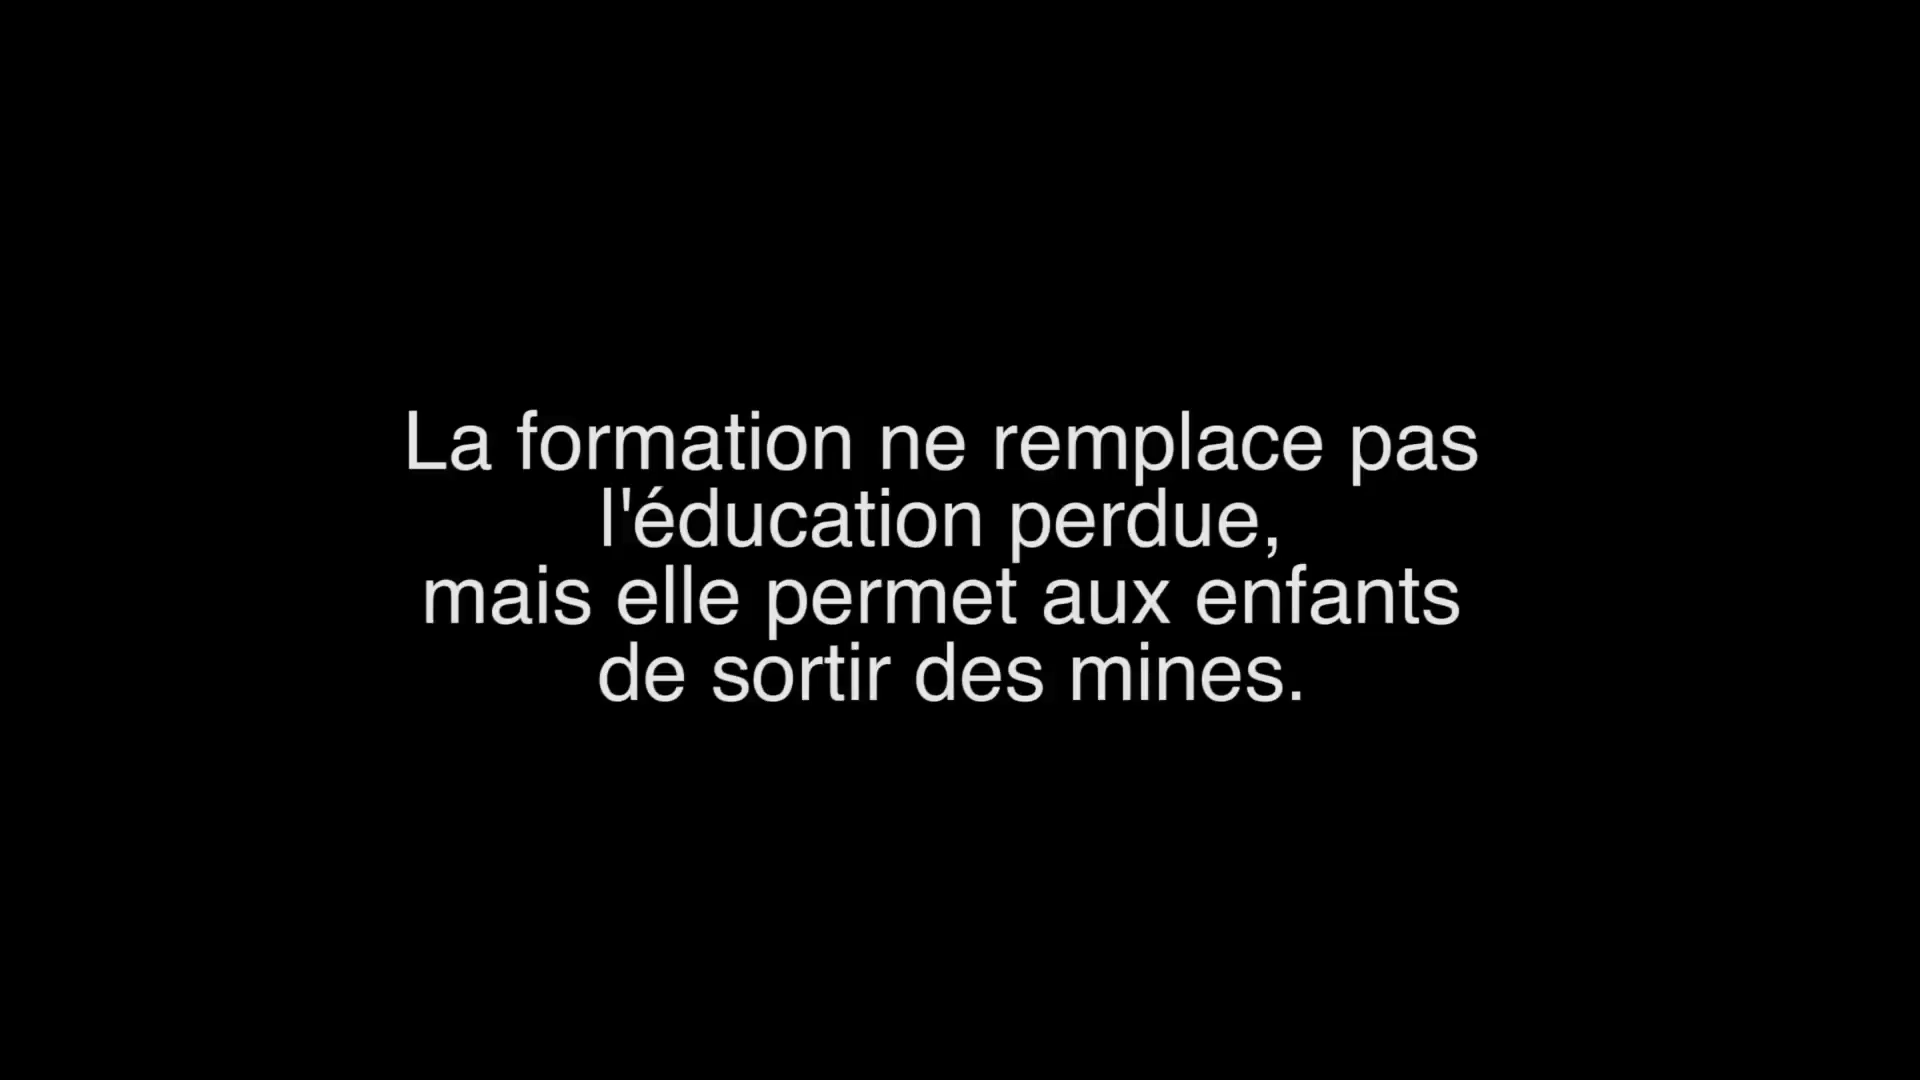 La formation ne remplace pas
l'éducation perdue,
mais elle permet aux enfants
de sortir des mines.